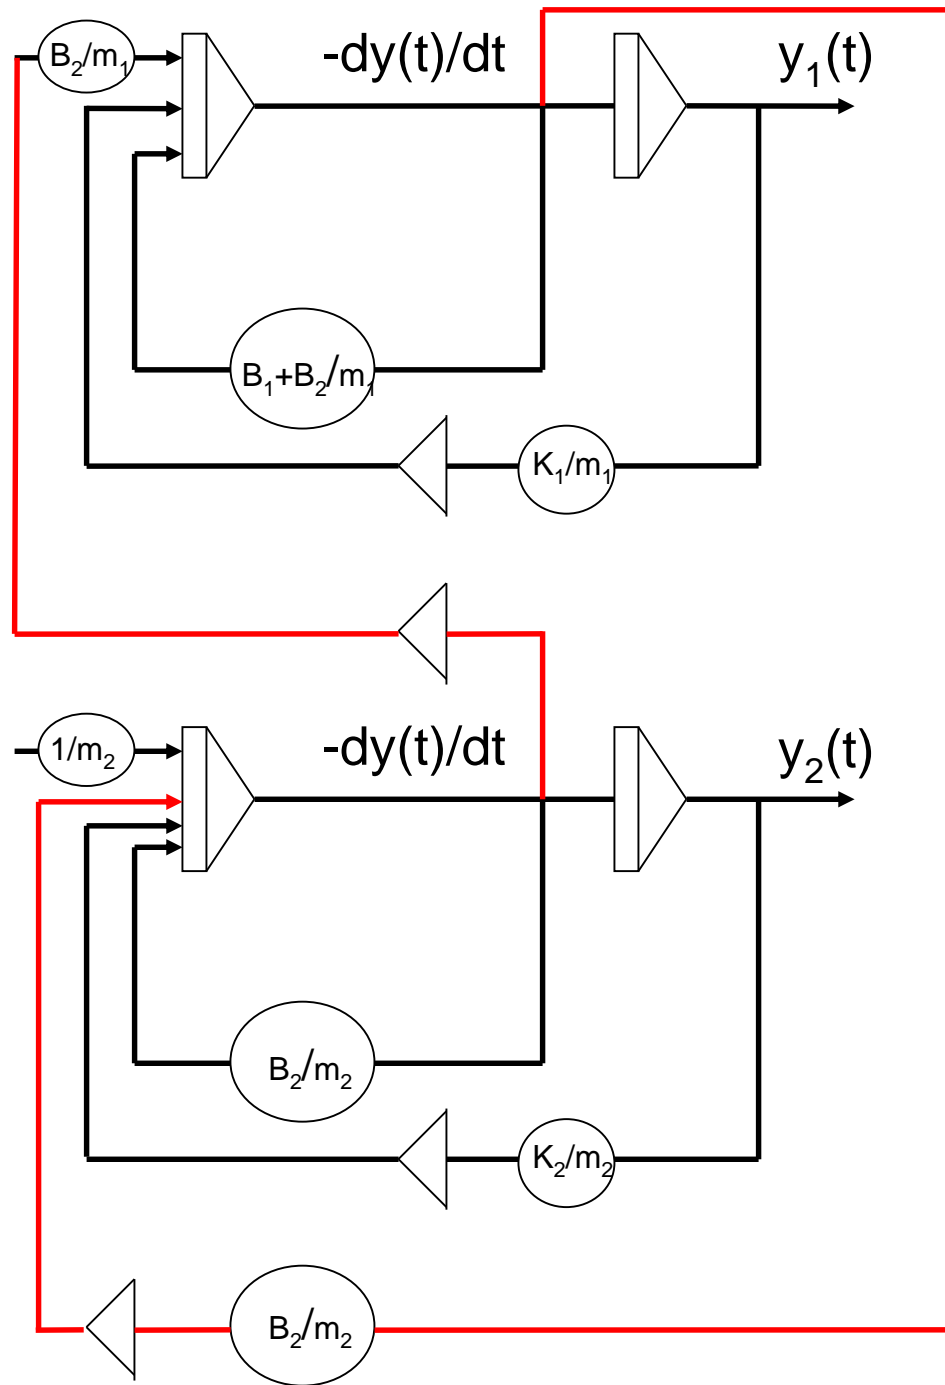 B₂/m₁
-dy(t)/dt
y₁(t)
B₁+B₂/m₁
K₁/m₁
1/m₂
-dy(t)/dt
y₂(t)
B₂/m₂
K₂/m₂
B₂/m₂